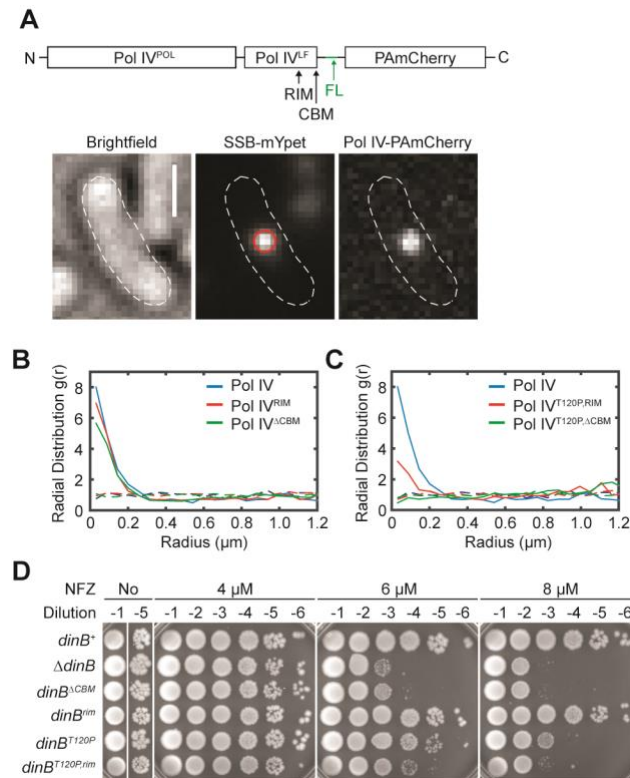 A
N Pol IV^POL Pol IV^LF PAmCherry C
RIM FL
CBM
Brightfield SSB-mYpet Pol IV-PAmCherry
B C
8 8
6 6
4 4
2 2
0 0
Radial Distribution g(r) Radial Distribution g(r)
Pol IV Pol IV
Pol IV^RIM Pol IV^T120P,RIM
Pol IV^ΔCBM Pol IV^T120P,ΔCBM
0 0.2 0.4 0.6 0.8 1.0 1.2 0 0.2 0.4 0.6 0.8 1.0 1.2
Radius (µm) Radius (µm)
D
NFZ No 4 µM 6 µM 8 µM
Dilution -1 -5 -1 -2 -3 -4 -5 -6 -1 -2 -3 -4 -5 -6 -1 -2 -3 -4 -5 -6
dinB⁺
ΔdinB
dinB^ΔCBM
dinB^rim
dinB^T120P
dinB^T120P,rim